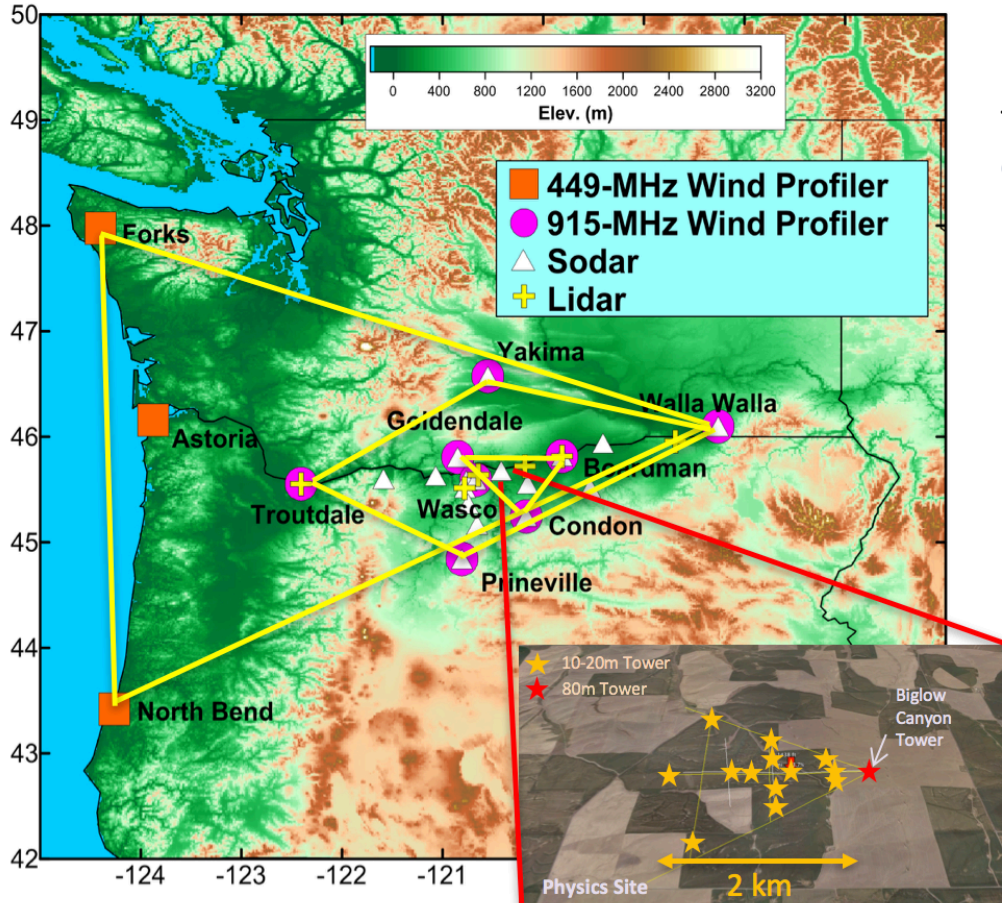 50
49
48
47
46
45
44
43
42
-124
-123
-122
-121
0 400 800 1200 1600 2000 2400 2800 3200
Elev. (m)
449-MHz Wind Profiler
915-MHz Wind Profiler
Sodar
Lidar
Forks
Yakima
Goldendale
Walla Walla
Astoria
Boardman
Troutdale
Wasco
Condon
Prineville
North Bend
10-20m Tower
80m Tower
Biglow
Canyon
Tower
Physics Site
2 km